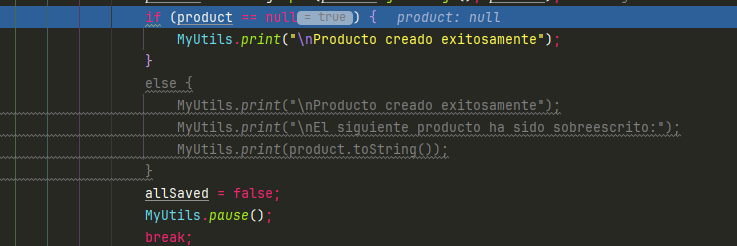 if (product == null = true ) {   product: null
MyUtils.print("\nProducto creado exitosamente");
}
else {
MyUtils.print("\nProducto creado exitosamente");
MyUtils.print("\nEl siguiente producto ha sido sobreescrito:");
MyUtils.print(product.toString());
}
allSaved = false;
MyUtils.pause();
break;